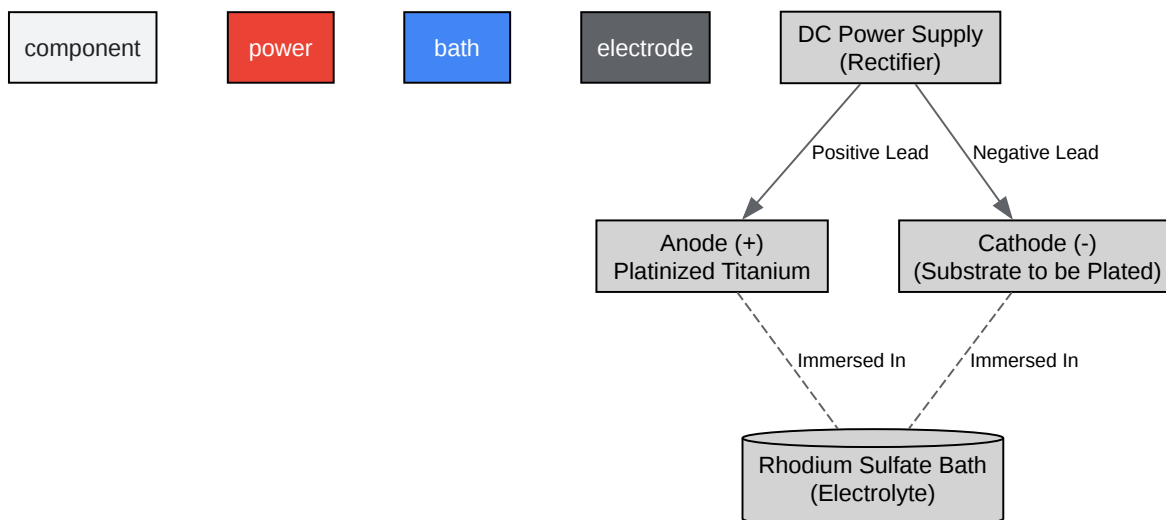 component
power
bath
electrode
DC Power Supply
(Rectifier)
Positive Lead
Negative Lead
Anode (+)
Platinized Titanium
Cathode (-)
(Substrate to be Plated)
Immersed In
Immersed In
Rhodium Sulfate Bath
(Electrolyte)